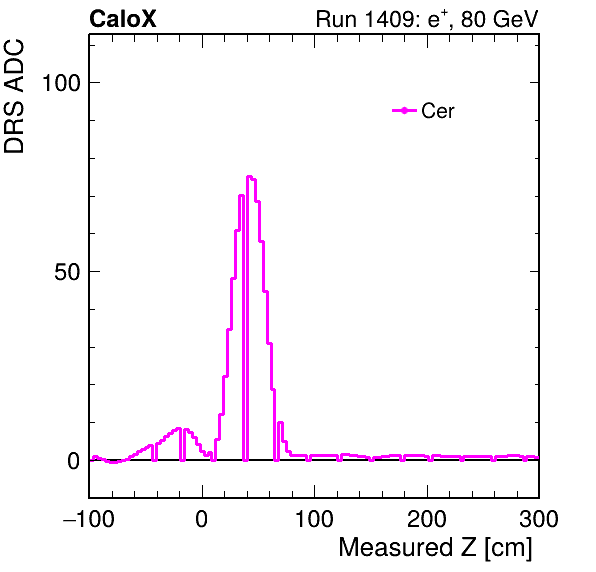 CaloX Run 1409: e+, 80 GeV
DRS ADC
100
Cer
50
0
−100 0 100 200 300
Measured Z [cm]